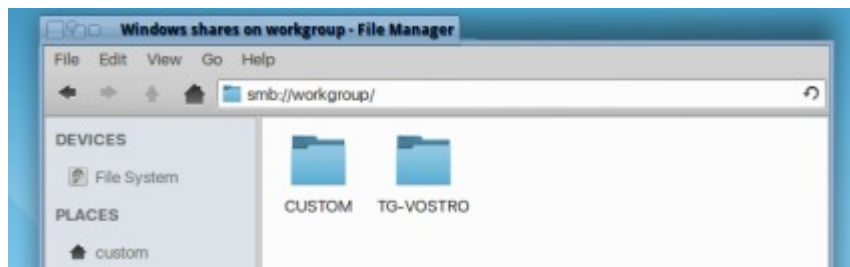 Windows shares on workgroup - File Manager
File Edit View Go Help
smb://workgroup/
DEVICES
File System
PLACES
custom
CUSTOM TG-VOSTRO